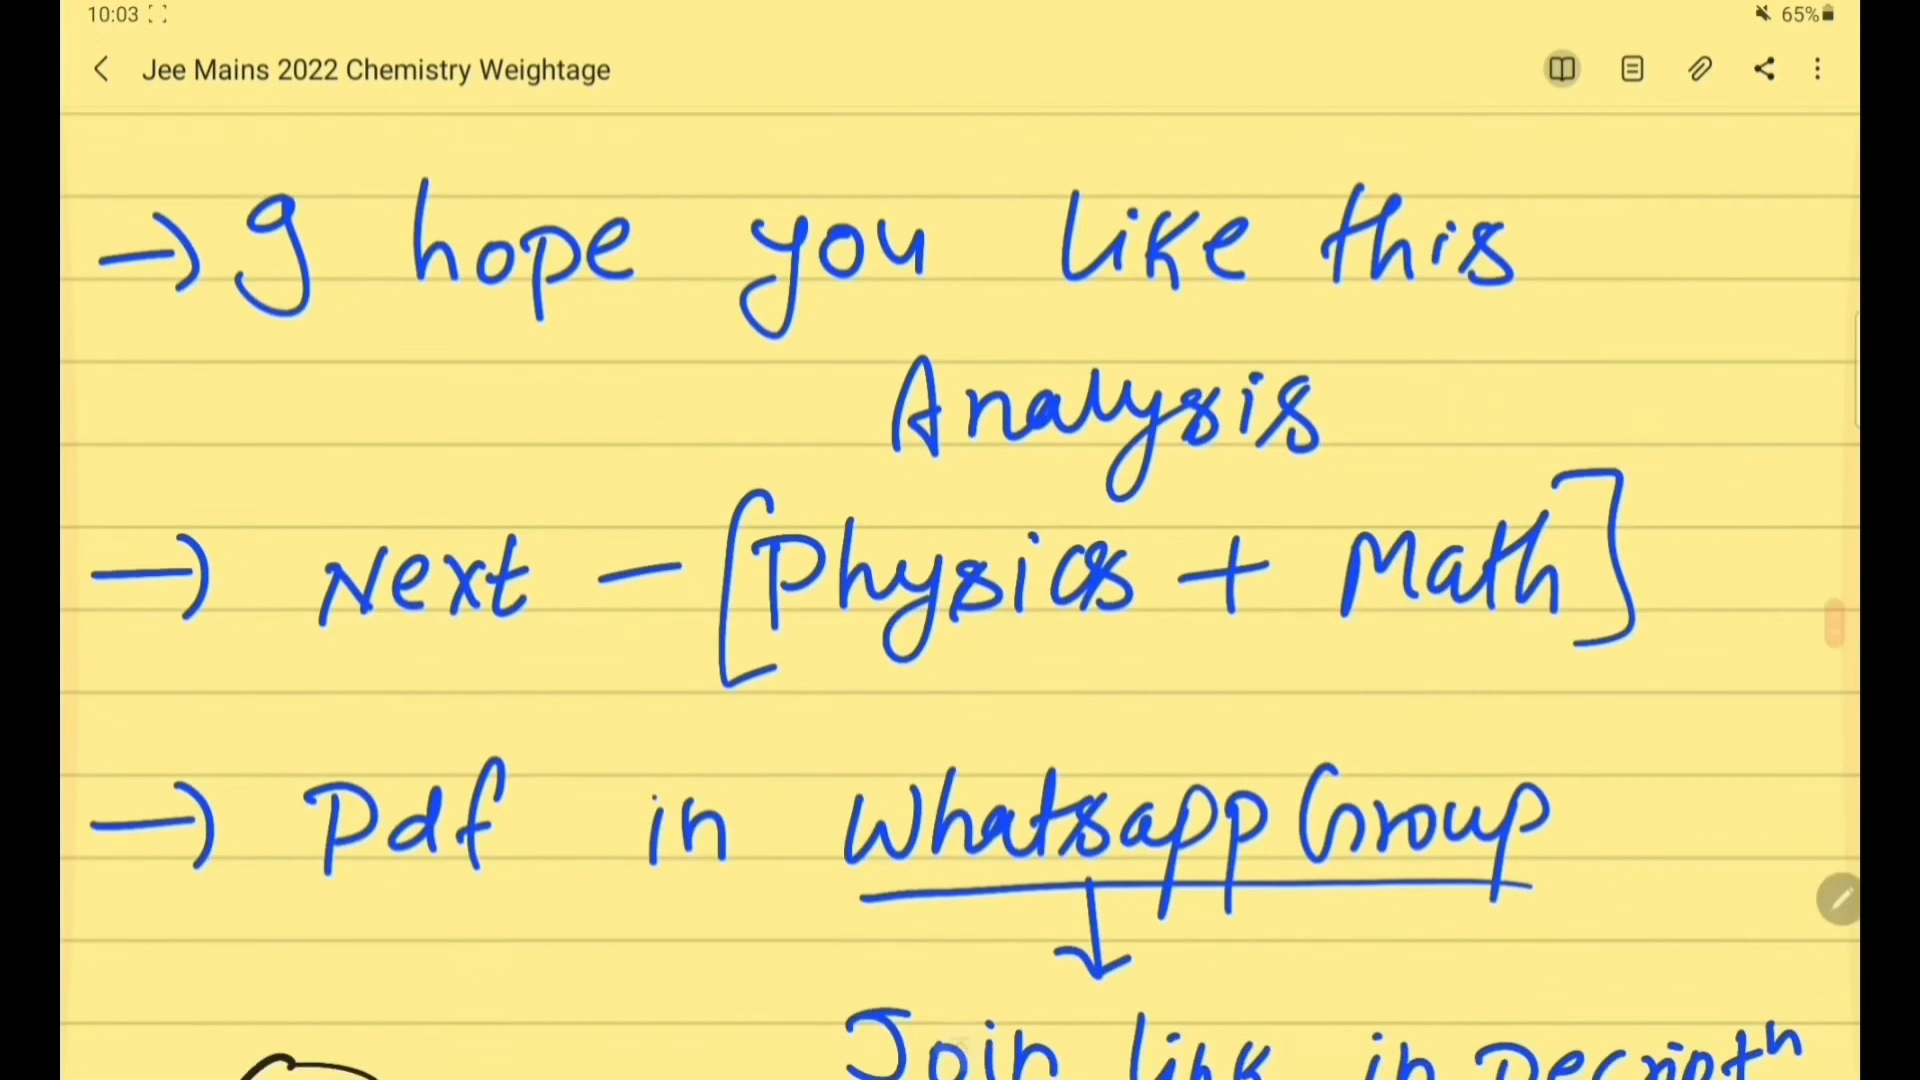 10:03
65%
Jee Mains 2022 Chemistry Weightage
→ I hope you like this
Analysis
→ Next - [Physics + Math]
→ Pdf in Whatsapp Group
↓
Join link in Decriptn